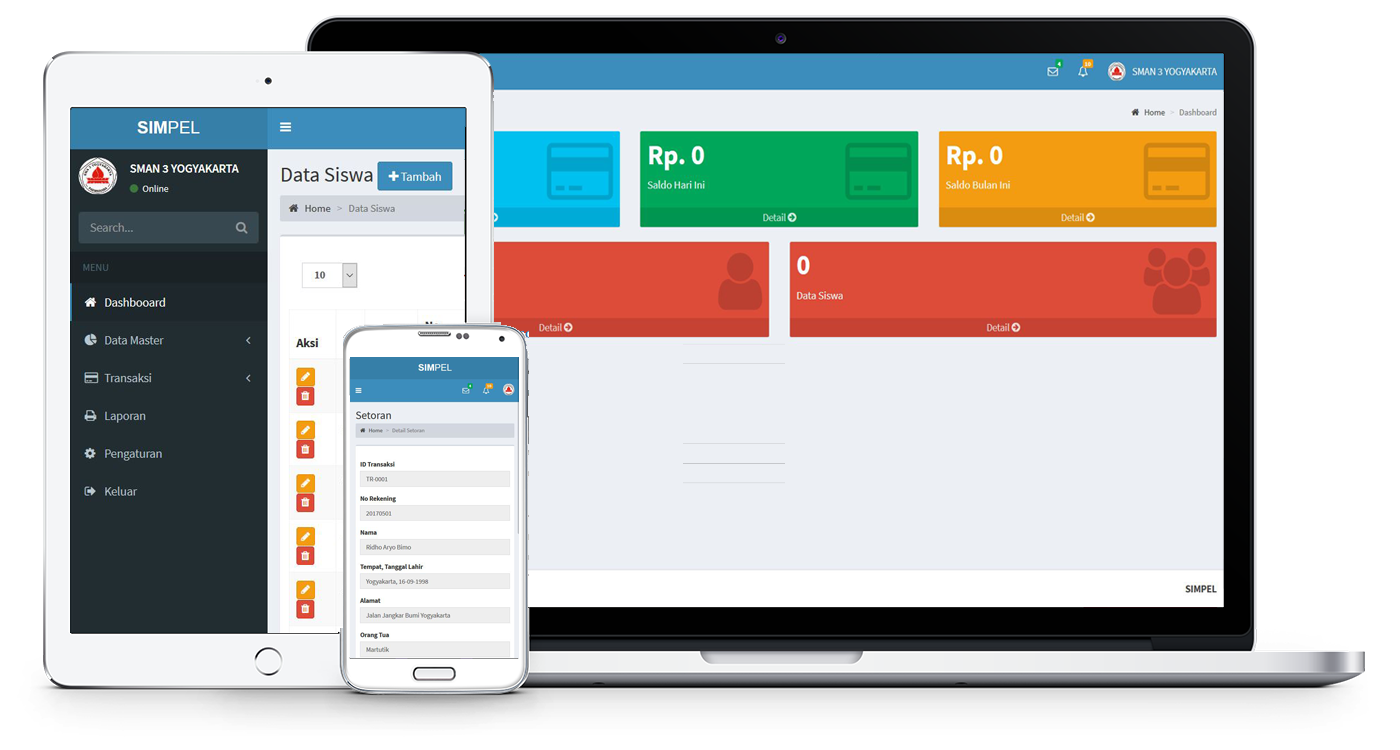 SIMPEL
SMAN 3 YOGYAKARTA
Online
Search...
MENU
Dashbooard
Data Master
Transaksi
Laporan
Pengaturan
Keluar
Data Siswa
Tambah
Home > Data Siswa
10
Aksi
SIMPEL
4
10
Setoran
Home > Detail Setoran
ID Transaksi
TR-0001
No Rekening
20170501
Nama
Ridho Aryo Bimo
Tempat, Tanggal Lahir
Yogyakarta, 16-09-1998
Alamat
Jalan Jangkar Bumi Yogyakarta
Orang Tua
Martutik
4
10
SMAN 3 YOGYAKARTA
Home > Dashboard
Rp. 0
Saldo Hari Ini
Detail
Rp. 0
Saldo Bulan Ini
Detail
Detail
0
Data Siswa
Detail
SIMPEL